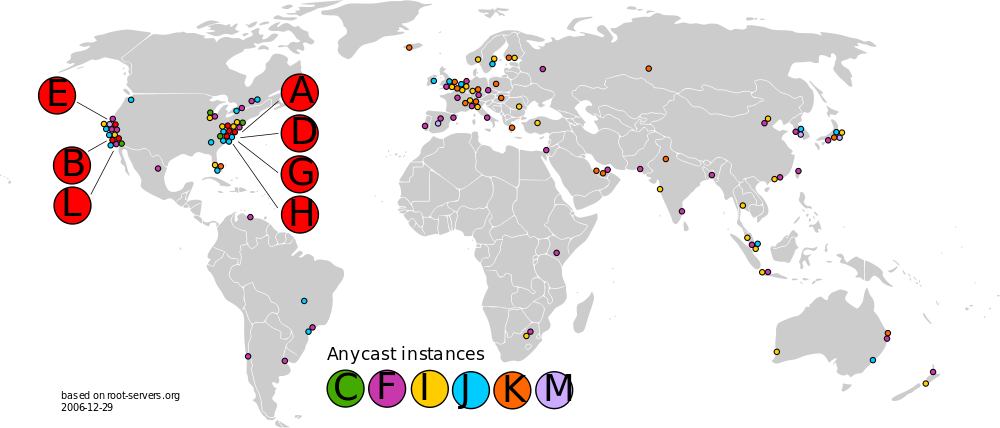 E
A
D
B
G
L
H
Anycast instances
C F I J K M
based on root-servers.org
2006-12-29